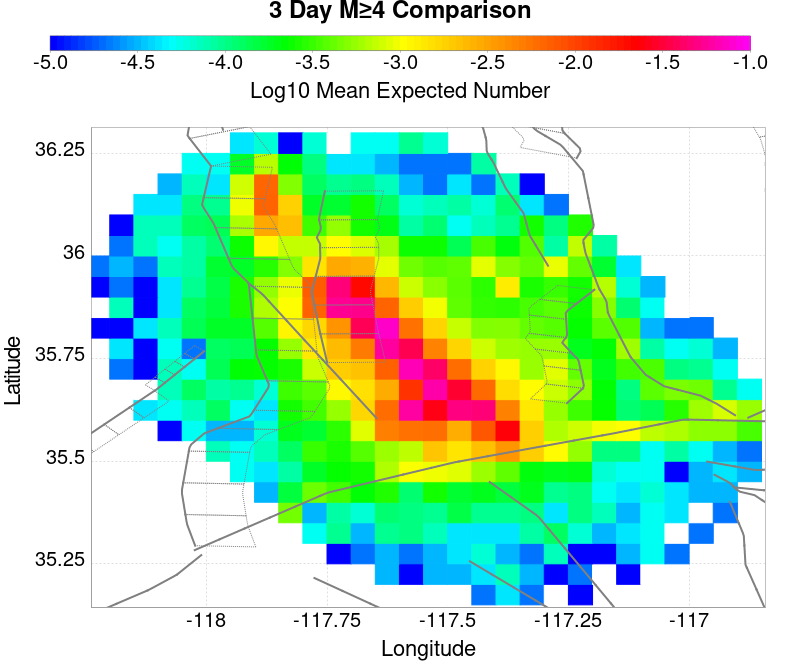 3 Day M≥4 Comparison
-5.0 -4.5 -4.0 -3.5 -3.0 -2.5 -2.0 -1.5 -1.0
Log10 Mean Expected Number
36.25
36
35.75
35.5
35.25
Latitude
-118 -117.75 -117.5 -117.25 -117
Longitude